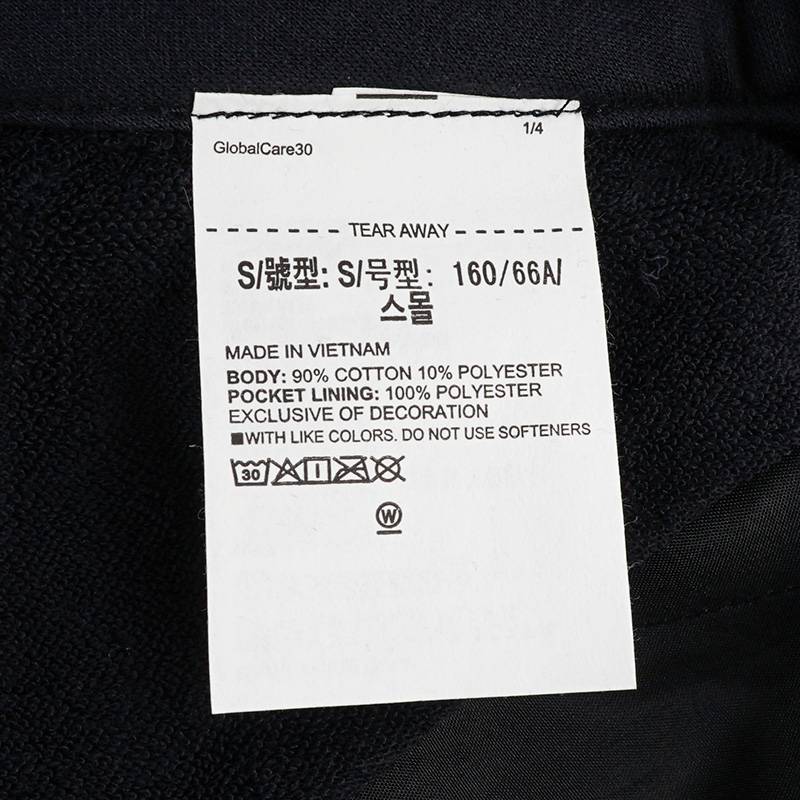 1/4
GlobalCare30
TEAR AWAY
S/號型: S/号型: 160/66A/
스몰
MADE IN VIETNAM
BODY: 90% COTTON 10% POLYESTER
POCKET LINING: 100% POLYESTER
EXCLUSIVE OF DECORATION
■WITH LIKE COLORS. DO NOT USE SOFTENERS
30
W